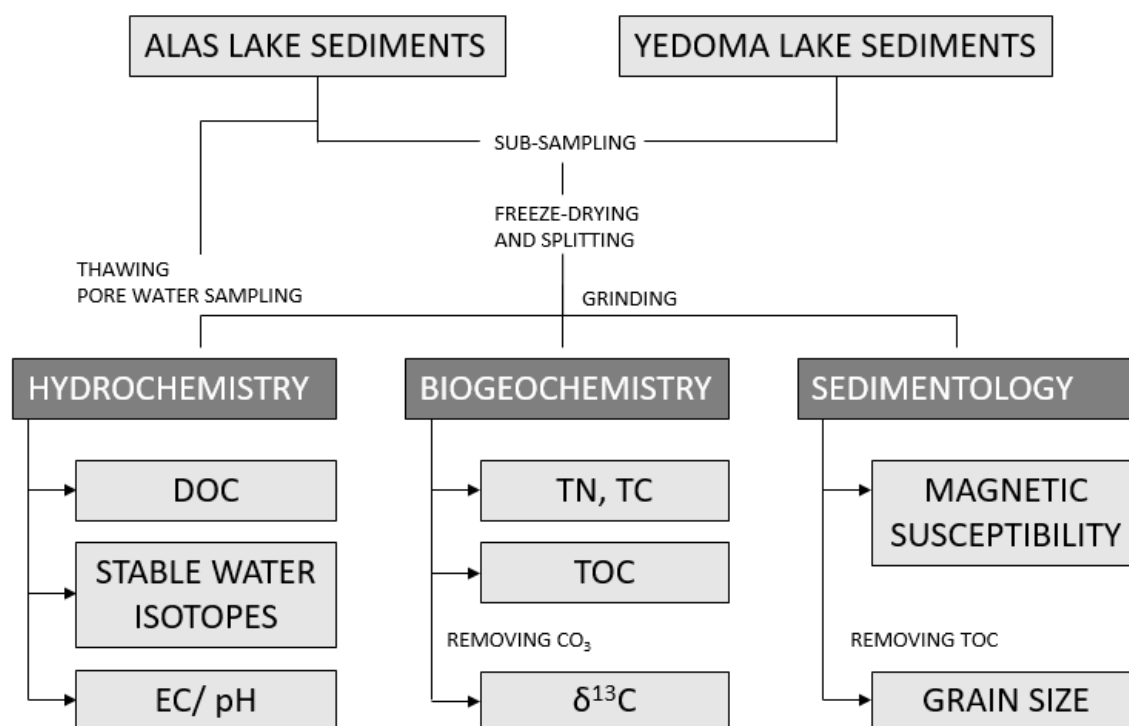 ALAS LAKE SEDIMENTS
YEDOMA LAKE SEDIMENTS
SUB-SAMPLING
FREEZE-DRYING
AND SPLITTING
THAWING
PORE WATER SAMPLING
GRINDING
HYDROCHEMISTRY
BIOGEOCHEMISTRY
SEDIMENTOLOGY
DOC
TN, TC
MAGNETIC
SUSCEPTIBILITY
STABLE WATER
ISOTOPES
TOC
REMOVING CO₃
REMOVING TOC
EC/ pH
δ¹³C
GRAIN SIZE